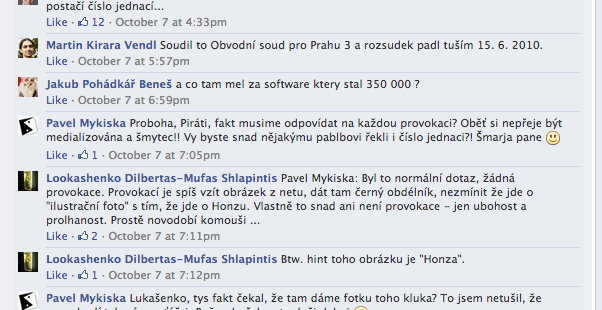 postačí číslo jednací...
Like · 12 · October 7 at 4:33pm
Martin Kirara Vendl Soudil to Obvodní soud pro Prahu 3 a rozsudek padl tuším 15. 6. 2010.
Like · October 7 at 5:57pm
Jakub Pohádkář Beneš a co tam mel za software ktery stal 350 000 ?
Like · October 7 at 6:59pm
Pavel Mykiska Proboha, Piráti, fakt musime odpovídat na každou provokaci? Oběť si nepřeje být
medializována a šmytec!! Vy byste snad nějakýmu pablbovi řekli i číslo jednaci?! Šmarja pane
Like · 1 · October 7 at 7:05pm
Lookashenko Dilbertas-Mufas Shlapintis Pavel Mykiska: Byl to normální dotaz, žádná
provokace. Provokací je spíš vzít obrázek z netu, dát tam černý obdélník, nezmínit že jde o
"ilustrační foto" s tím, že jde o Honzu. Vlastně to snad ani není provokace - jen ubohost a
prolhanost. Prostě novodobí komouši ...
Like · 2 · October 7 at 7:11pm
Lookashenko Dilbertas-Mufas Shlapintis Btw. hint toho obrázku je "Honza".
Like · 1 · October 7 at 7:12pm
Pavel Mykiska Lukašenko, tys fakt čekal, že tam dáme fotku toho kluka? To jsem netušil, že